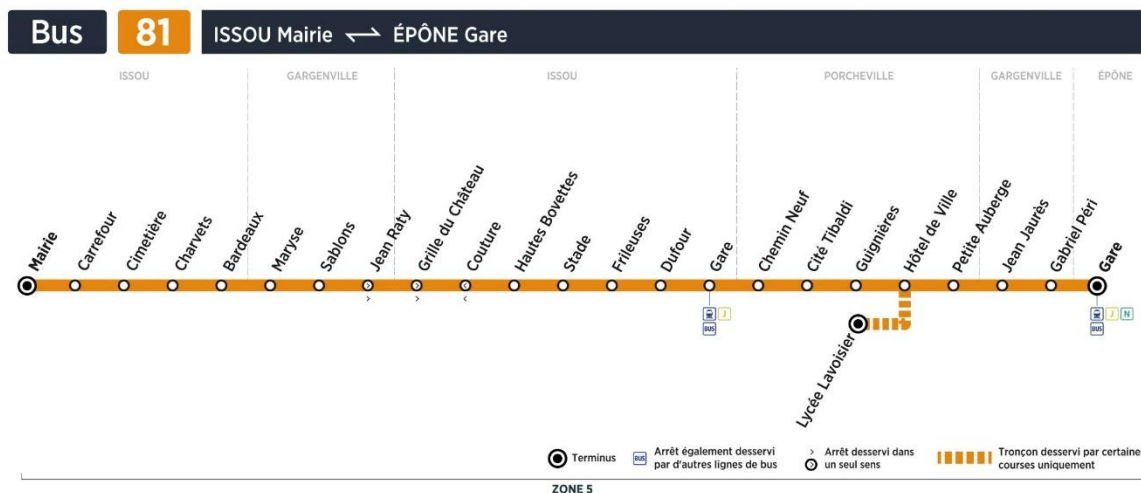 Bus 81 ISSOU Mairie ÉPÔNE Gare
ISSOU GARGENVILLE ISSOU PORCHEVILLE GARGENVILLE ÉPÔNE
Mairie
Carrefour
Cimetière
Charvets
Bardeaux
Maryse
Sablons
Jean Raty
Grille du Château
Couture
Hautes Bovettes
Stade
Frileuses
Dufour
Gare
Chemin Neuf
Cité Tibaldi
Guignières
Hôtel de Ville
Petite Auberge
Jean Jaurès
Gabriel Péri
Gare
J
BUS
J N
BUS
Lycée Lavoisier
Terminus
BUS
Arrêt également desservi
par d'autres lignes de bus
Arrêt desservi dans
un seul sens
Tronçon desservi par certaine
courses uniquement
ZONE 5